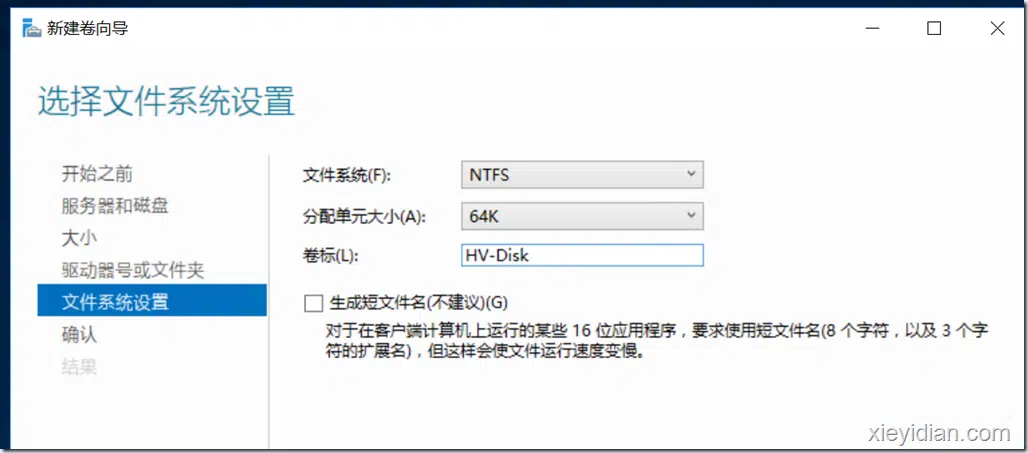 新建卷向导
选择文件系统设置
开始之前
服务器和磁盘
大小
驱动器号或文件夹
文件系统设置
确认
结果
文件系统(F):
NTFS
分配单元大小(A):
64K
卷标(L):
HV-Disk
生成短文件名(不建议)(G)
对于在客户端计算机上运行的某些 16 位应用程序，要求使用短文件名(8 个字符，以及 3 个字
符的扩展名)，但这样会使文件运行速度变慢。
xieyidian.com